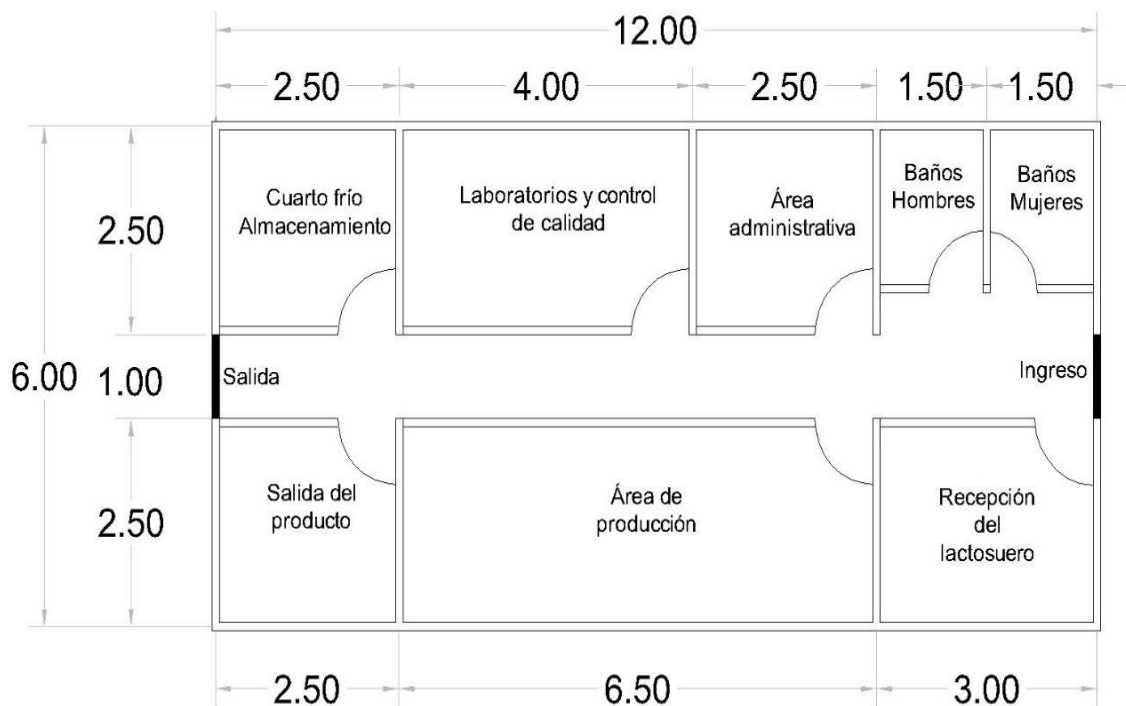 12.00
2.50
4.00
2.50
1.50
1.50
Cuarto frío
Almacenamiento
Laboratorios y control
de calidad
Área
administrativa
Baños
Hombres
Baños
Mujeres
2.50
6.00
1.00
Salida
Ingreso
2.50
Salida del
producto
Área de
producción
Recepción
del
lactosuero
2.50
6.50
3.00